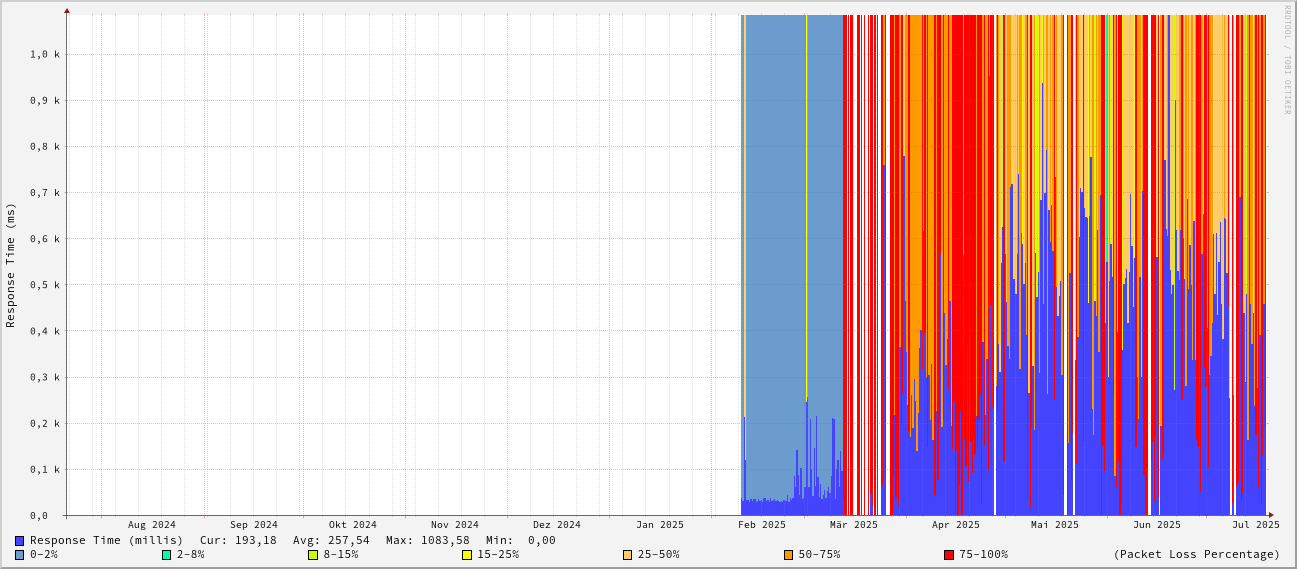 RRDTOOL / TOBI OETIKER
Response Time (ms)
1,0 k
0,9 k
0,8 k
0,7 k
0,6 k
0,5 k
0,4 k
0,3 k
0,2 k
0,1 k
0,0
Aug 2024 Sep 2024 Okt 2024 Nov 2024 Dez 2024 Jan 2025 Feb 2025 Mär 2025 Apr 2025 Mai 2025 Jun 2025 Jul 2025
Response Time (millis) Cur: 193,18 Avg: 257,54 Max: 1083,58 Min: 0,00
0-2% 2-8% 8-15% 15-25% 25-50% 50-75% 75-100% (Packet Loss Percentage)